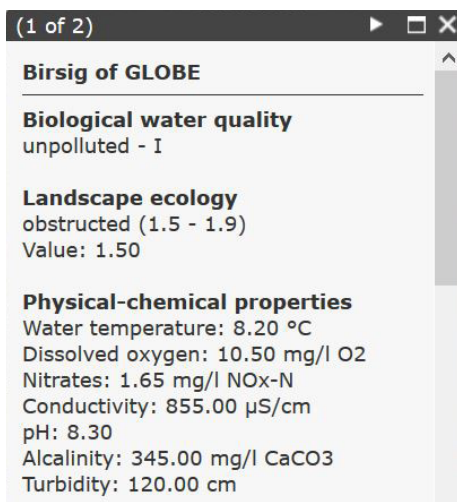 (1 of 2)
Birsig of GLOBE
Biological water quality
unpolluted - I
Landscape ecology
obstructed (1.5 - 1.9)
Value: 1.50
Physical-chemical properties
Water temperature: 8.20 °C
Dissolved oxygen: 10.50 mg/l O2
Nitrates: 1.65 mg/l NOx-N
Conductivity: 855.00 µS/cm
pH: 8.30
Alcalinity: 345.00 mg/l CaCO3
Turbidity: 120.00 cm